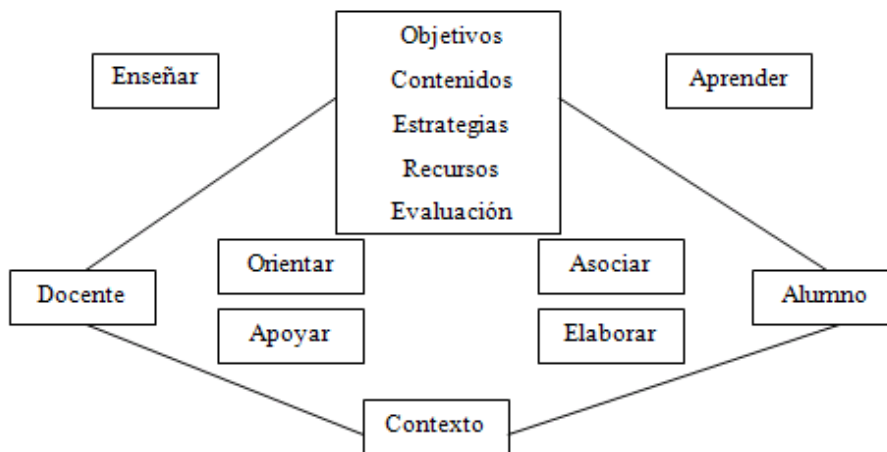 Objetivos
Enseñar
Contenidos
Aprender
Estrategias
Recursos
Evaluación
Orientar
Asociar
Docente
Alumno
Apoyar
Elaborar
Contexto